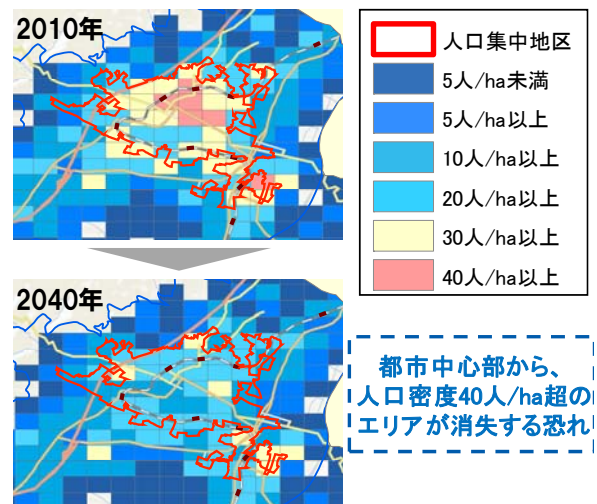 2010年
人口集中地区
5人/ha未満
5人/ha以上
10人/ha以上
20人/ha以上
30人/ha以上
40人/ha以上
2040年
都市中心部から、
人口密度40人/ha超の
エリアが消失する恐れ